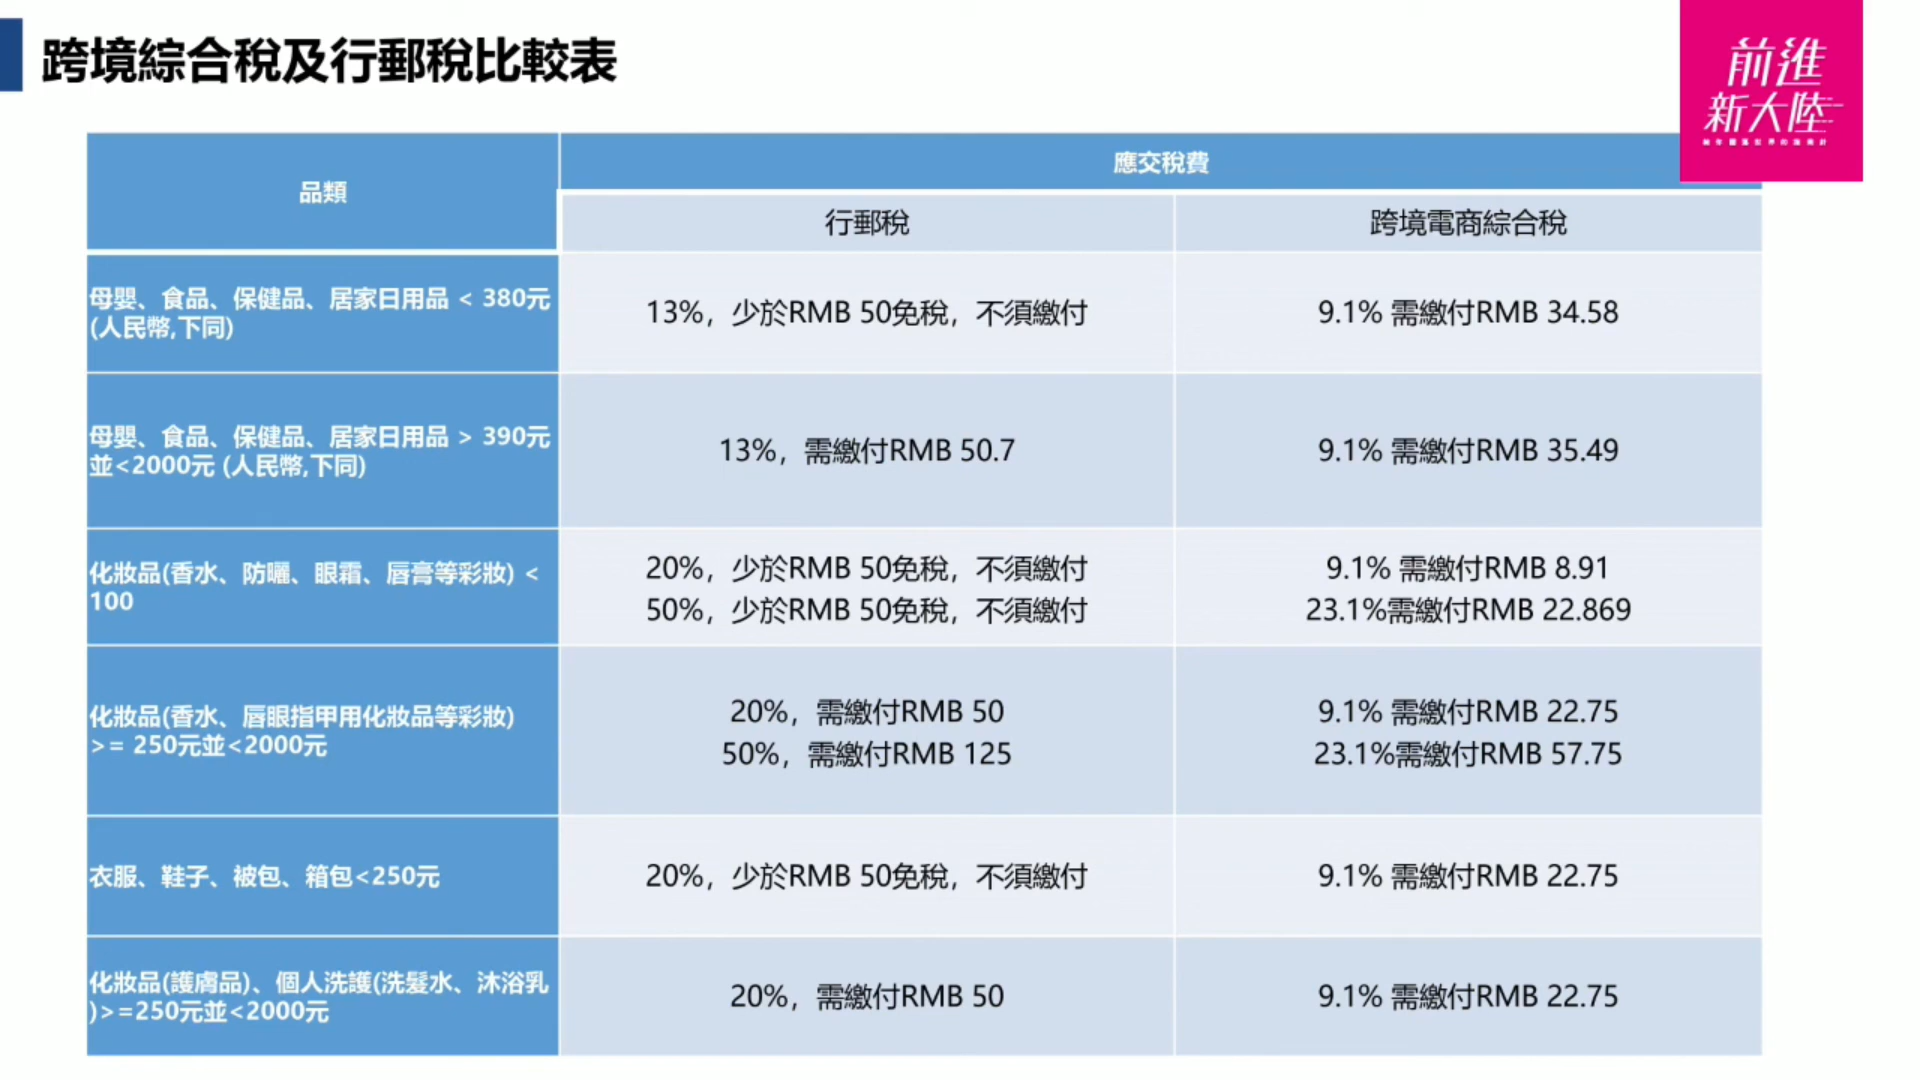 跨境綜合稅及行郵稅比較表
前進
新大陸
品類
應交稅費
行郵稅
跨境電商綜合稅
母嬰、食品、保健品、居家日用品 < 380元
(人民幣,下同)
13%，少於RMB 50免稅，不須繳付
9.1% 需繳付RMB 34.58
母嬰、食品、保健品、居家日用品 > 390元
並<2000元 (人民幣,下同)
13%，需繳付RMB 50.7
9.1% 需繳付RMB 35.49
化妝品(香水、防曬、眼霜、唇膏等彩妝) <
100
20%，少於RMB 50免稅，不須繳付
50%，少於RMB 50免稅，不須繳付
9.1% 需繳付RMB 8.91
23.1%需繳付RMB 22.869
化妝品(香水、唇眼指甲用化妝品等彩妝)
>= 250元並<2000元
20%，需繳付RMB 50
50%，需繳付RMB 125
9.1% 需繳付RMB 22.75
23.1%需繳付RMB 57.75
衣服、鞋子、被包、箱包<250元
20%，少於RMB 50免稅，不須繳付
9.1% 需繳付RMB 22.75
化妝品(護膚品)、個人洗護(洗髮水、沐浴乳
)>=250元並<2000元
20%，需繳付RMB 50
9.1% 需繳付RMB 22.75